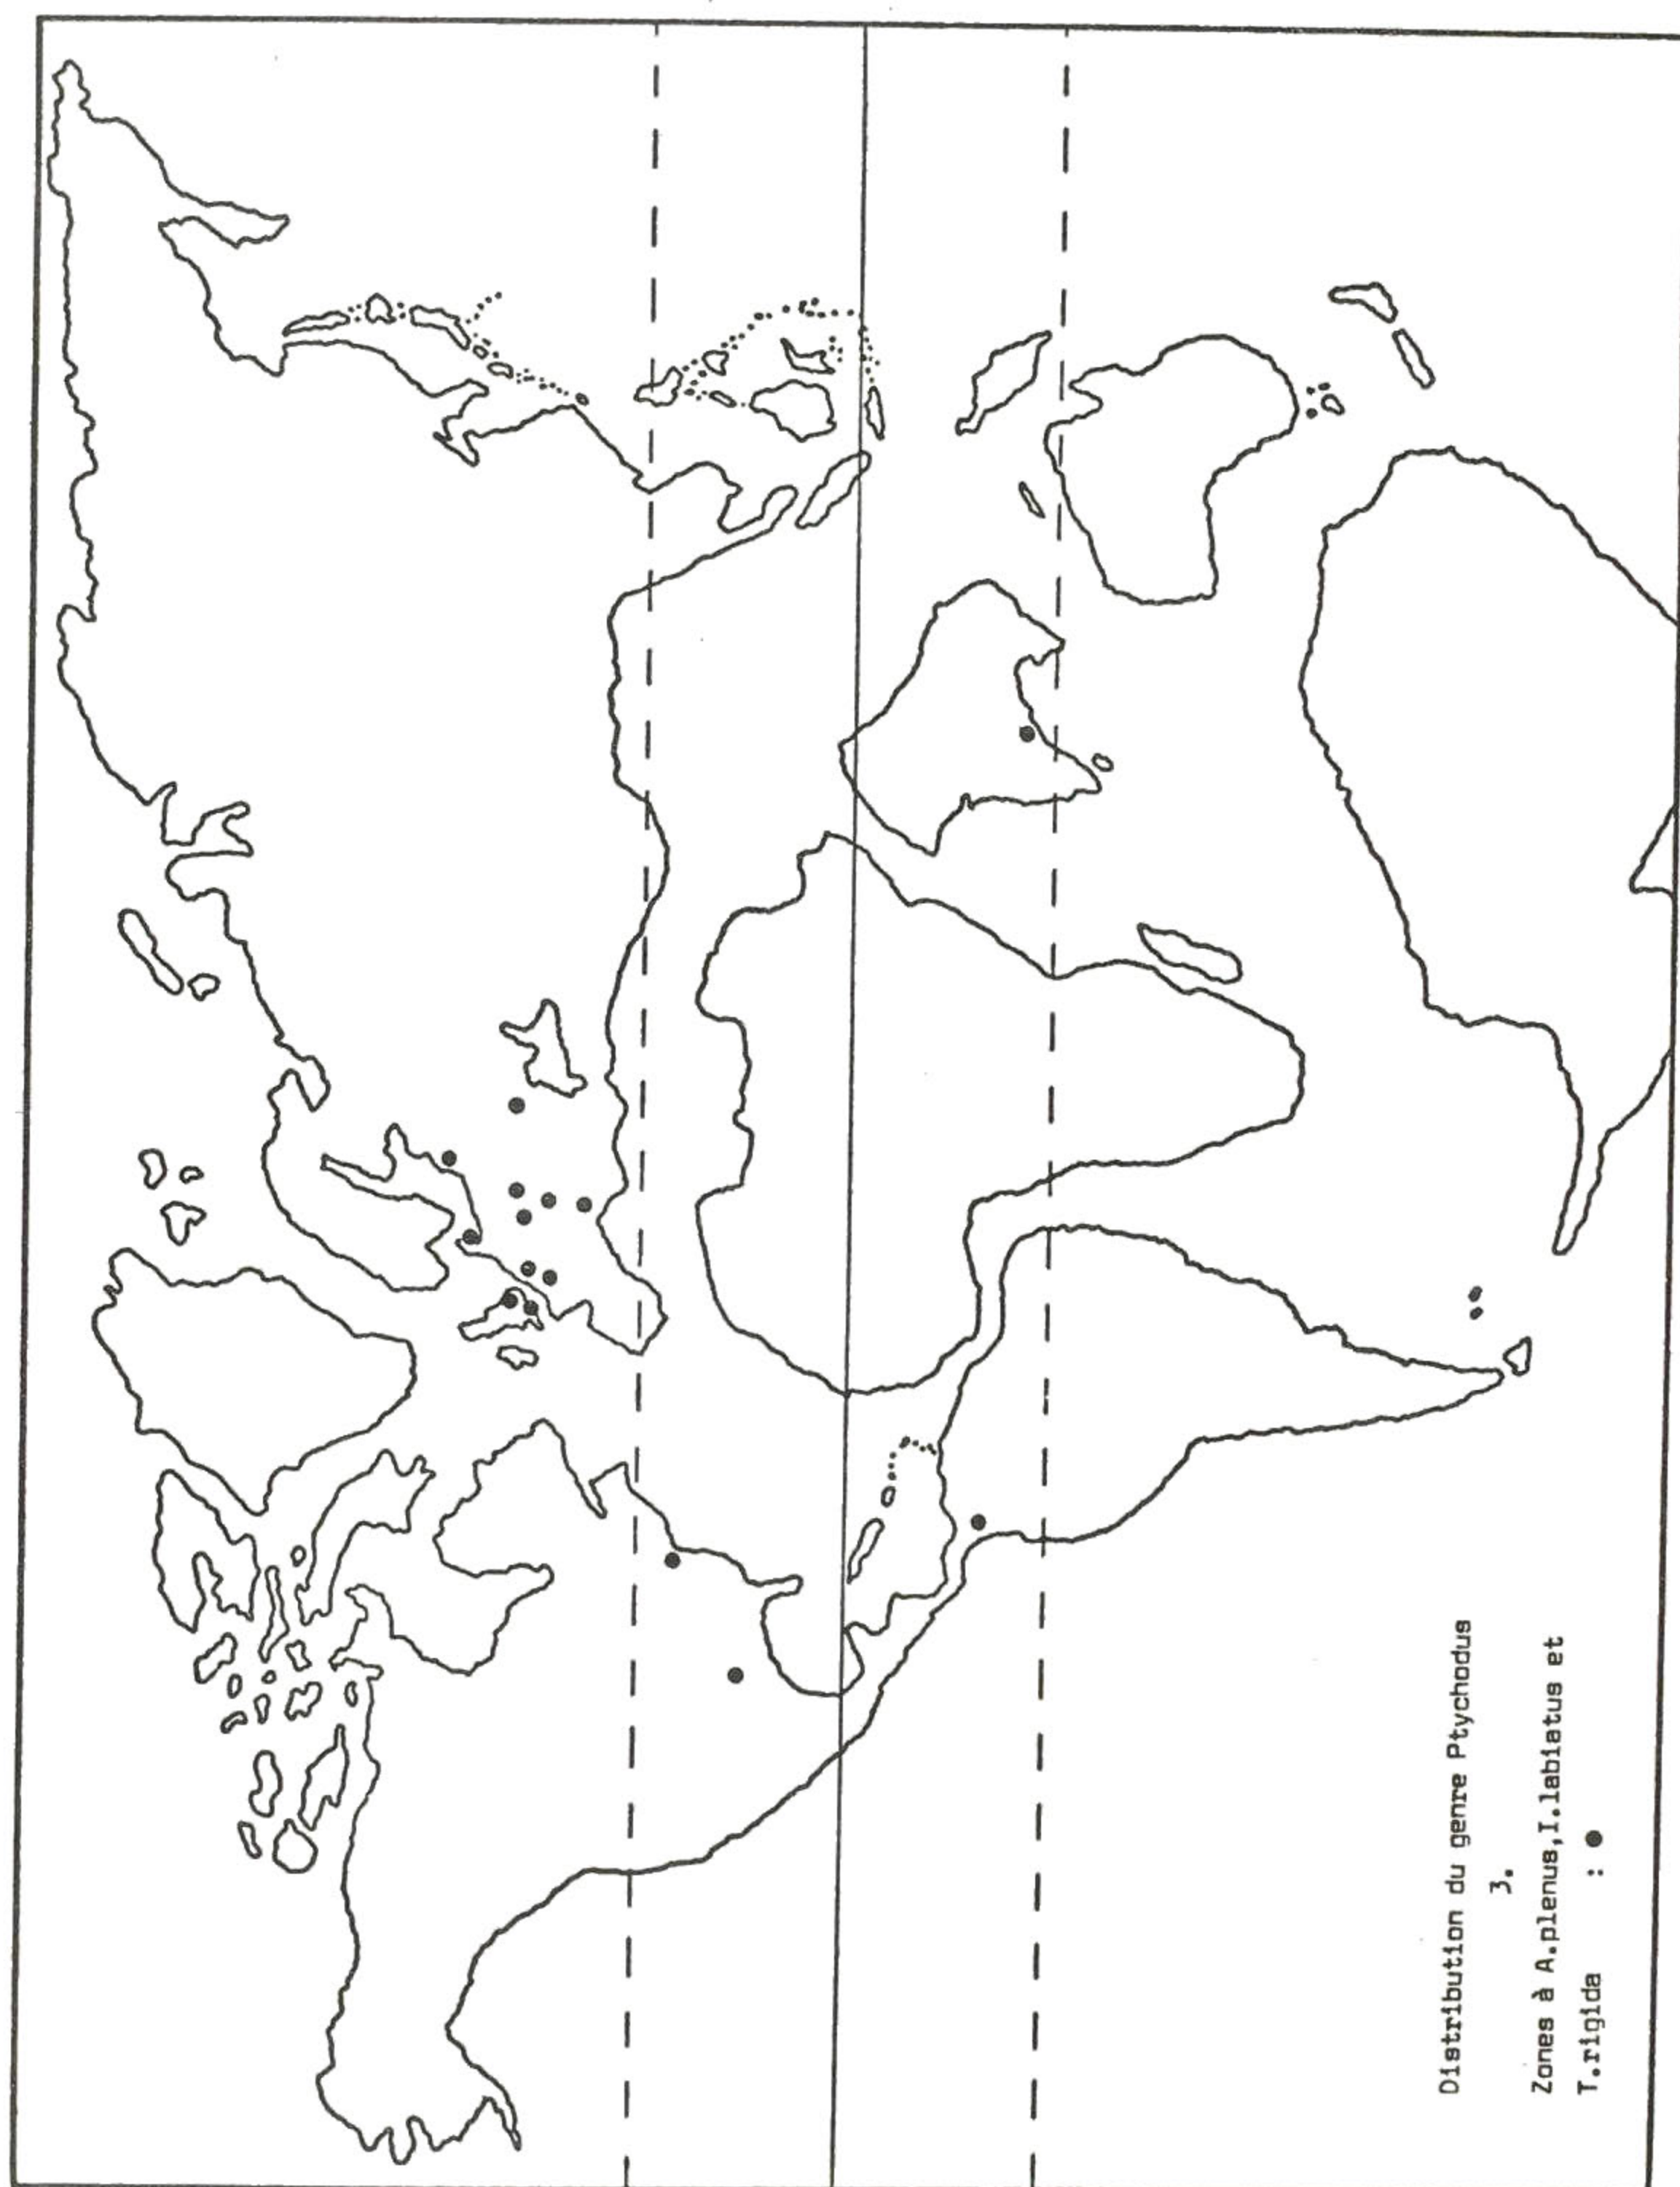 Distribution du genre Ptychodus
3.
Zones à A.plenus,I.labiatus et
T.rigida : ●